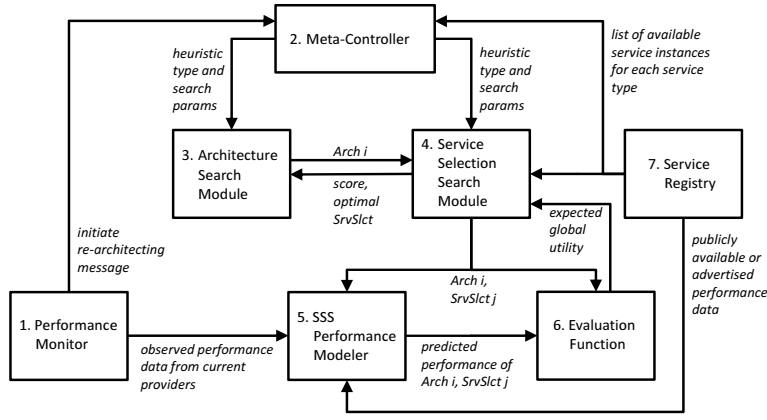 2. Meta-Controller
heuristic
type and
search
params
heuristic
type and
search
params
list of available
service instances
for each service
type
3. Architecture
Search
Module
Arch i
score,
optimal
SrvSlct
4. Service
Selection
Search
Module
7. Service
Registry
initiate
re-architecting
message
expected
global
utility
publicly
available or
advertised
performance
data
Arch i,
SrvSlct j
1. Performance
Monitor
observed performance
data from current
providers
5. SSS
Performance
Modeler
predicted
performance of
Arch i, SrvSlct j
6. Evaluation
Function